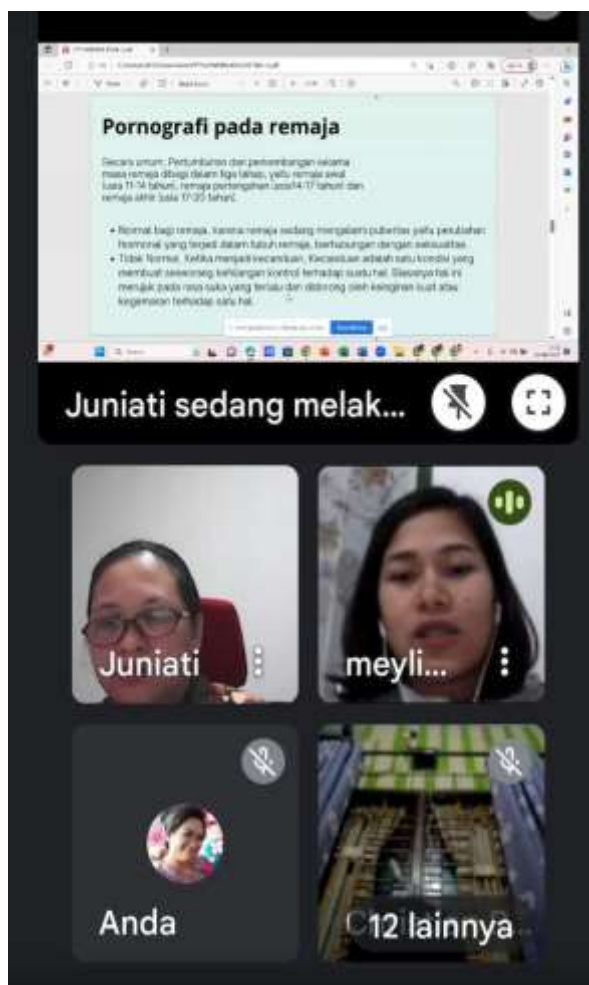 Pornografi pada remaja
Secara umum, Pertumbuhan dan perkembangan selama
masa remaja dibagi dalam tiga tahap, yaitu remaja awal
(usia 11-14 tahun), remaja pertengahan (usia14-17 tahun) dan
remaja akhir (usia 17-20 tahun).
• Normal bagi remaja, karena remaja sedang mengalami pubertas yaitu perubahan
hormonal yang terjadi dalam tubuh remaja, berhubungan dengan seksualitas.
• Tidak Normal, Ketika menjadi kecanduan, Kecanduan adalah satu kondisi yang
membuat seseorang kehilangan kontrol terhadap suatu hal. Biasanya hal ini
merujuk pada rasa suka yang terlalu dan didorong oleh keinginan kuat atau
kegemaran terhadap satu hal.
Juniati sedang melak...
Juniati
meyli...
Anda
12 lainnya